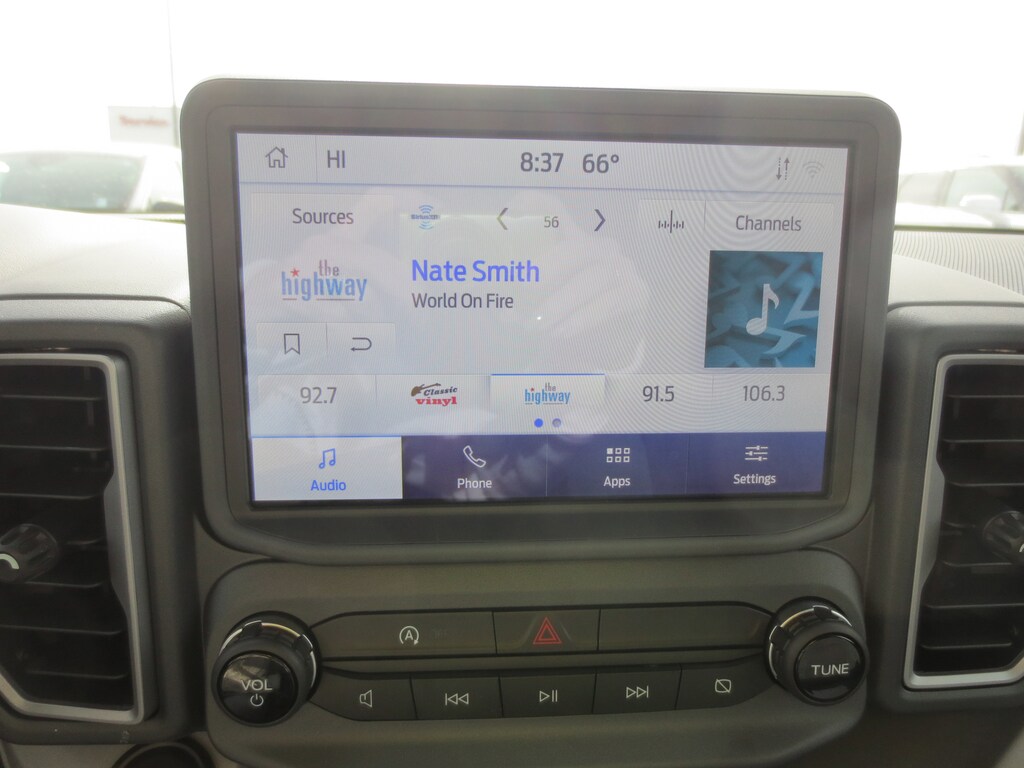 HI
8:37 66°
Sources
SiriusXM
56
Channels
the
highway
Nate Smith
World On Fire
92.7
Classic
vinyl
the
highway
91.5
106.3
Audio
Phone
Apps
Settings
A
VOL
TUNE